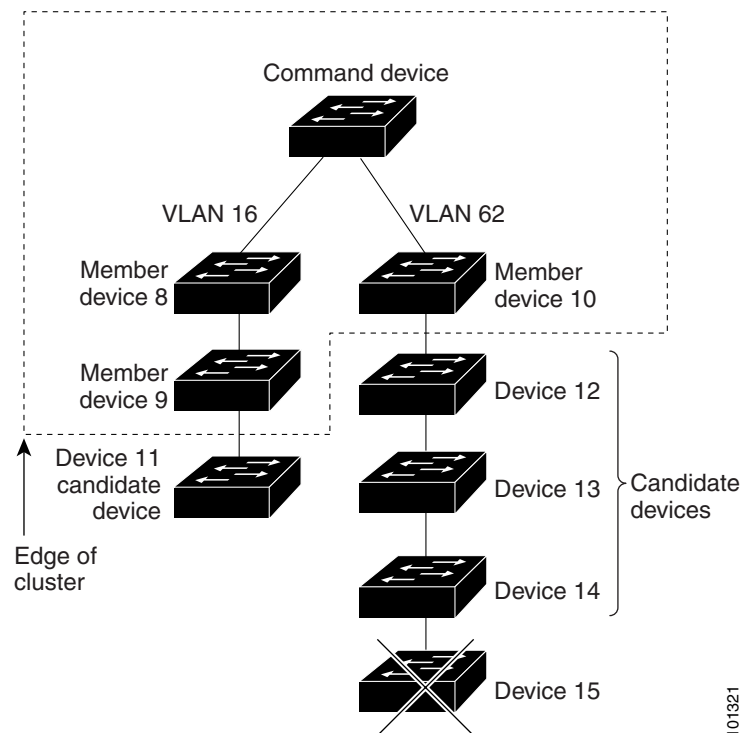 Command device
VLAN 16
VLAN 62
Member
device 8
Member
device 10
Member
device 9
Device 12
Device 11
candidate
device
Device 13
Candidate
devices
Edge of
cluster
Device 14
Device 15
101321